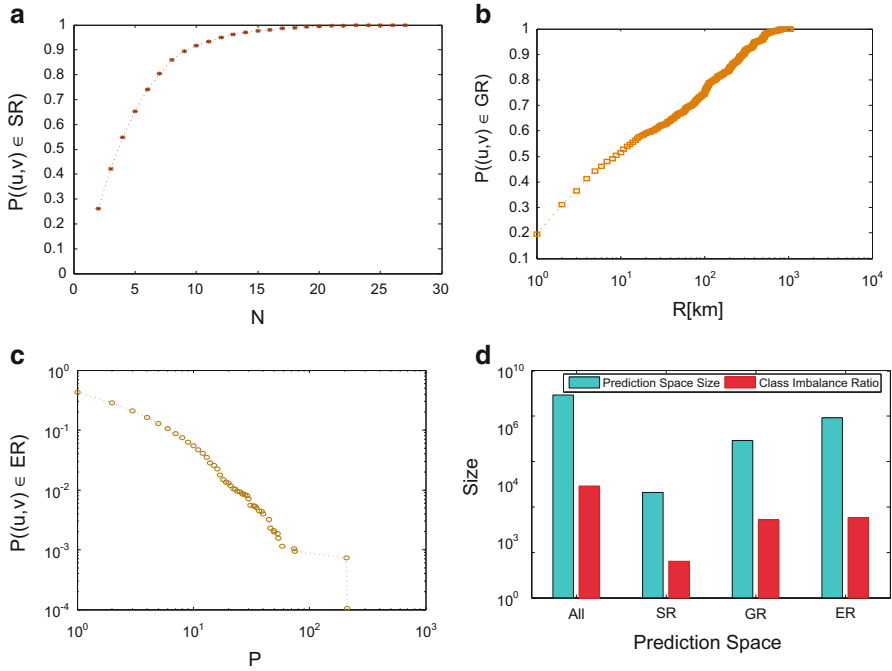 a
1
0.9
0.8
0.7
0.6
0.5
0.4
0.3
0.2
0.1
0
P((u,v) ∈ SR)
0 5 10 15 20 25 30
N
b
1
0.9
0.8
0.7
0.6
0.5
0.4
0.3
0.2
0.1
P((u,v) ∈ GR)
10^0 10^1 10^2 10^3 10^4
R[km]
c
10^0
10^-1
10^-2
10^-3
10^-4
P((u,v) ∈ ER)
10^0 10^1 10^2 10^3
P
d
Prediction Space Size Class Imbalance Ratio
10^10
10^6
10^4
10^2
10^0
Size
All SR GR ER
Prediction Space